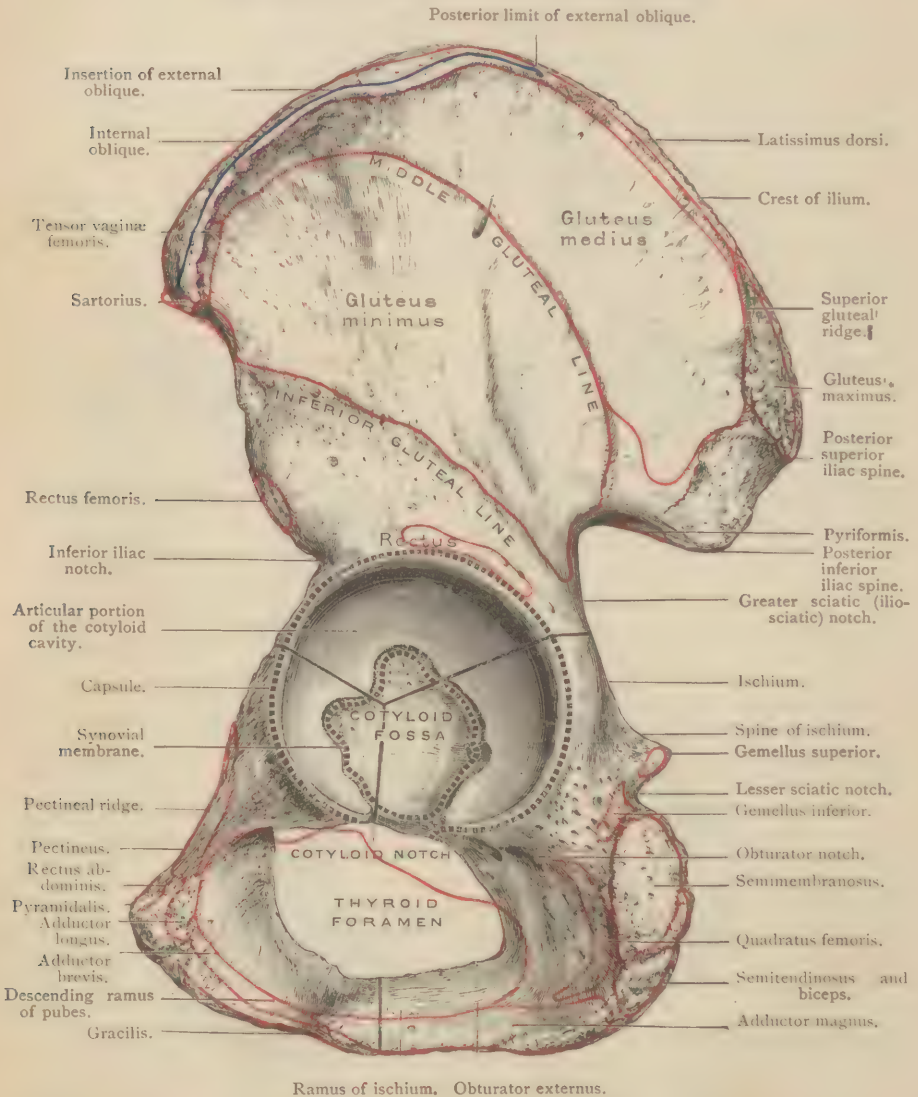 Posterior limit of external oblique.
Insertion of external
oblique.
Internal
oblique.
Tensor vaginæ
femoris.
Sartorius.
Rectus femoris.
Inferior iliac
notch.
Articular portion
of the cotyloid
cavity.
Capsule.
Synovial
membrane.
Pectineal ridge.
Pectineus.
Rectus ab-
dominis.
Pyramidalis.
Adductor
longus.
Adductor
brevis.
Descending ramus
of pubes.
Gracilis.
MIDDLE GLUTEAL LINE
Gluteus
medius
Gluteus
minimus
INFERIOR GLUTEAL LINE
Rectus
COTYLOID
FOSSA
COTYLOID NOTCH
THYROID
FORAMEN
Latissimus dorsi.
Crest of ilium.
Superior
gluteal
ridge.
Gluteus
maximus.
Posterior
superior
iliac spine.
Pyriformis.
Posterior
inferior
iliac spine.
Greater sciatic (ilio-
sciatic) notch.
Ischium.
Spine of ischium.
Gemellus superior.
Lesser sciatic notch.
Gemellus inferior.
Obturator notch.
Semimembranosus.
Quadratus femoris.
Semitendinosus and
biceps.
Adductor magnus.
Ramus of ischium. Obturator externus.